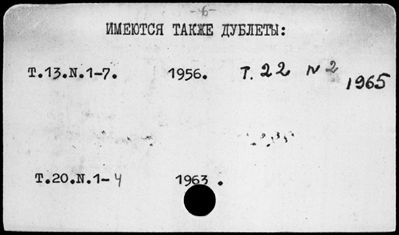 -6-
ИМЕЮТСЯ ТАКЖЕ ДУБЛЕТЫ:
Т.13.N.1-7. 1956. Т. 22 N 2 1965
Т.20.N.1-4 1963.